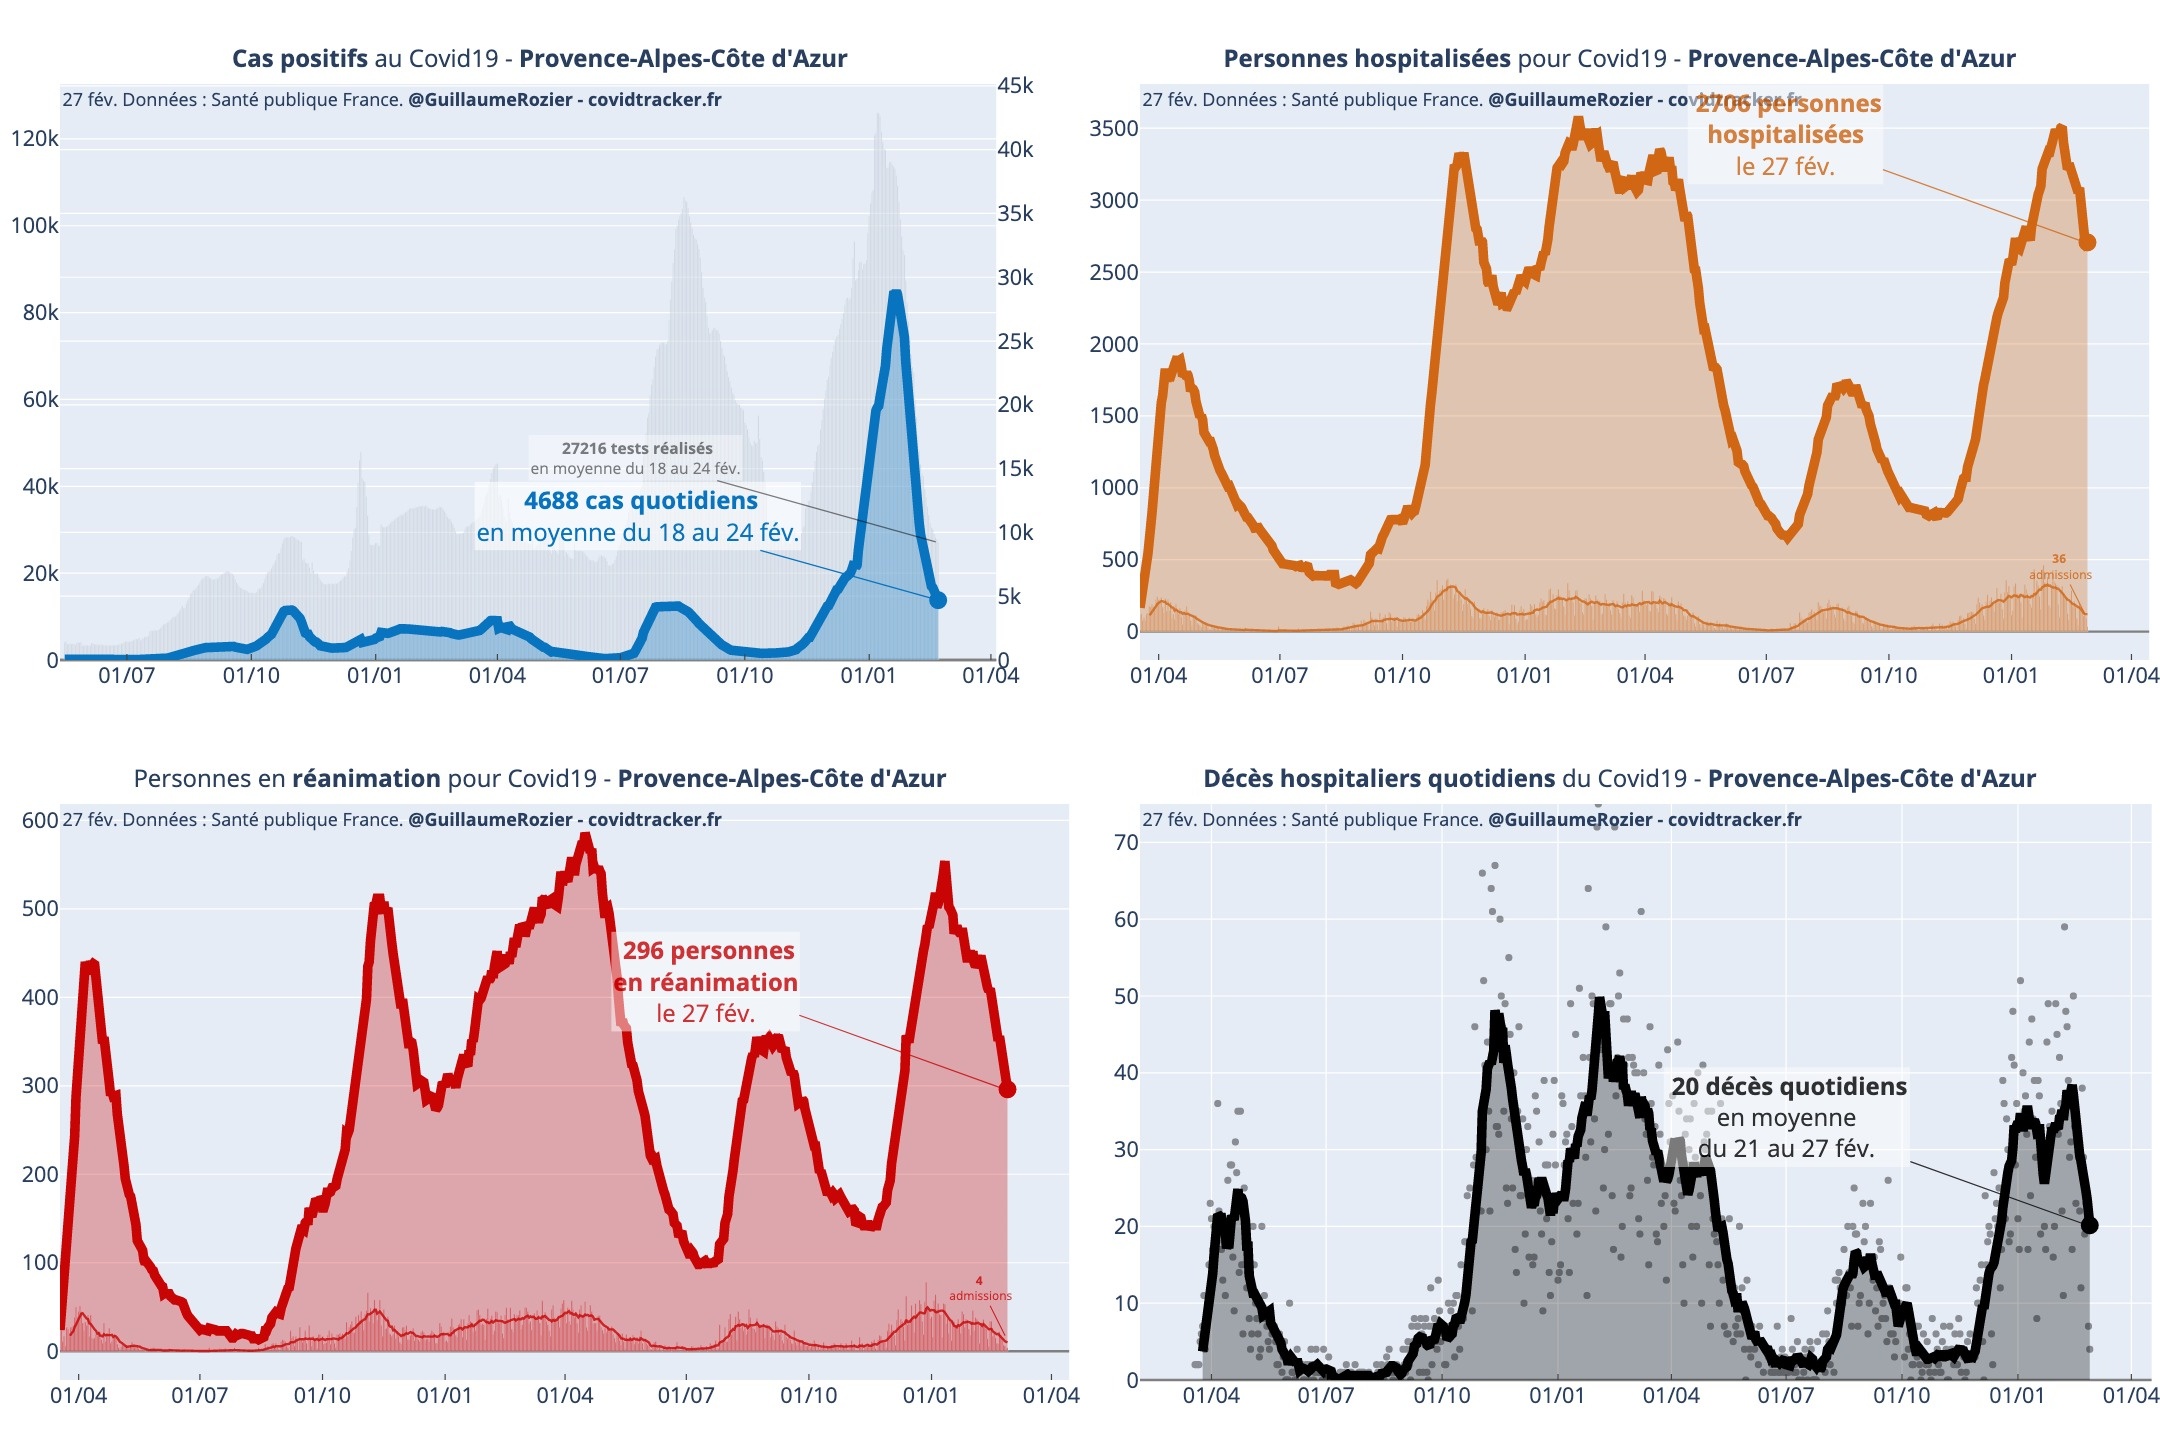 Cas positifs au Covid19 - Provence-Alpes-Côte d'Azur
27 fév. Données : Santé publique France. @GuillaumeRozier - covidtracker.fr
120k
100k
80k
60k
40k
20k
0
45k
40k
35k
30k
25k
20k
15k
10k
5k
0
27216 tests réalisés
en moyenne du 18 au 24 fév.
4688 cas quotidiens
en moyenne du 18 au 24 fév.
01/07 01/10 01/01 01/04 01/07 01/10 01/01 01/04
Personnes hospitalisées pour Covid19 - Provence-Alpes-Côte d'Azur
27 fév. Données : Santé publique France. @GuillaumeRozier - covidtracker.fr
2706 personnes
hospitalisées
le 27 fév.
3500
3000
2500
2000
1500
1000
500
0
36
admissions
01/04 01/07 01/10 01/01 01/04 01/07 01/10 01/01 01/04
Personnes en réanimation pour Covid19 - Provence-Alpes-Côte d'Azur
27 fév. Données : Santé publique France. @GuillaumeRozier - covidtracker.fr
600
500
400
300
200
100
0
296 personnes
en réanimation
le 27 fév.
4
admissions
01/04 01/07 01/10 01/01 01/04 01/07 01/10 01/01 01/04
Décès hospitaliers quotidiens du Covid19 - Provence-Alpes-Côte d'Azur
27 fév. Données : Santé publique France. @GuillaumeRozier - covidtracker.fr
70
60
50
40
30
20
10
0
20 décès quotidiens
en moyenne
du 21 au 27 fév.
01/04 01/07 01/10 01/01 01/04 01/07 01/10 01/01 01/04